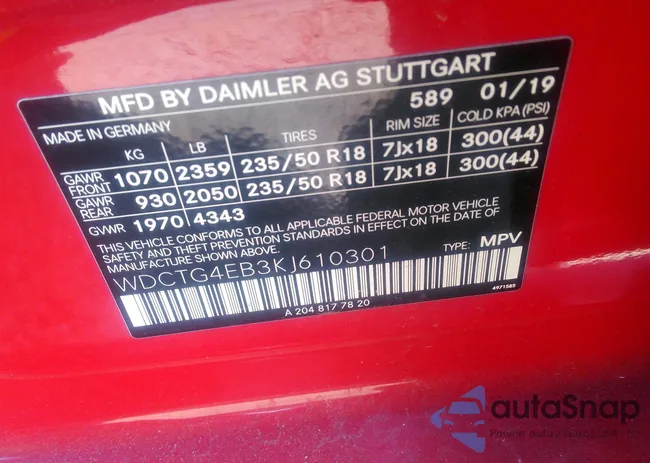 MFD BY DAIMLER AG STUTTGART
MADE IN GERMANY 589 01/19
KG LB TIRES RIM SIZE COLD KPA(PSI)
GAWR FRONT 1070 2359 235/50 R18 7Jx18 300(44)
GAWR REAR 930 2050 235/50 R18 7Jx18 300(44)
GVWR 1970 4343
THIS VEHICLE CONFORMS TO ALL APPLICABLE FEDERAL MOTOR VEHICLE
SAFETY AND THEFT PREVENTION STANDARDS IN EFFECT ON THE DATE OF
MANUFACTURE.
WDCTG4EB3KJ610301 TYPE: MPV
4971585
A 204 817 78 20
autoSnap